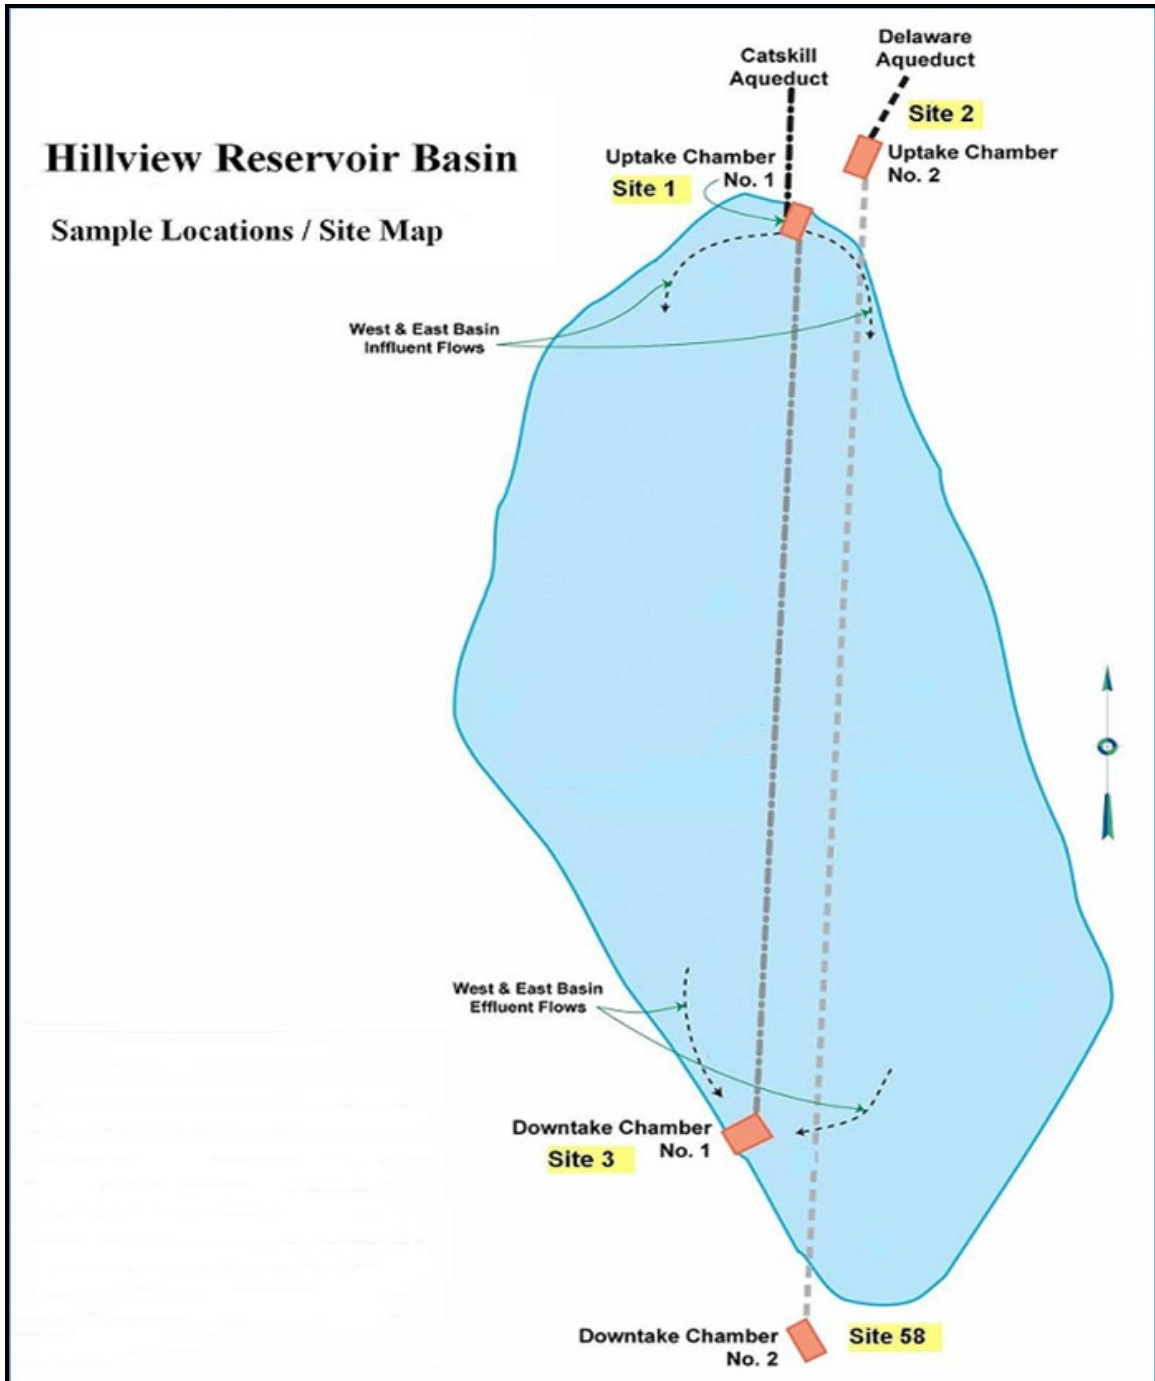 Catskill
Aqueduct
Delaware
Aqueduct
Site 2
Hillview Reservoir Basin
Uptake Chamber
No. 1
Site 1
Uptake Chamber
No. 2
Sample Locations / Site Map
West & East Basin
Inffluent Flows
West & East Basin
Effluent Flows
Downtake Chamber
No. 1
Site 3
Downtake Chamber
No. 2
Site 58